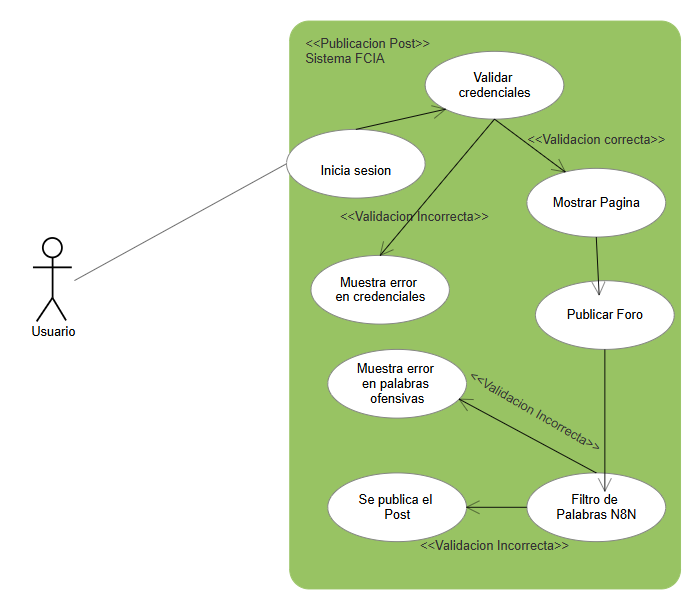 <<Publicacion Post>>
Sistema FCIA
Validar
credenciales
<<Validacion correcta>>
Inicia sesion
Mostrar Pagina
<<Validacion Incorrecta>>
Muestra error
en credenciales
Publicar Foro
Usuario
Muestra error
en palabras
ofensivas
<<Validacion Incorrecta>>
Se publica el
Post
Filtro de
Palabras N8N
<<Validacion Incorrecta>>